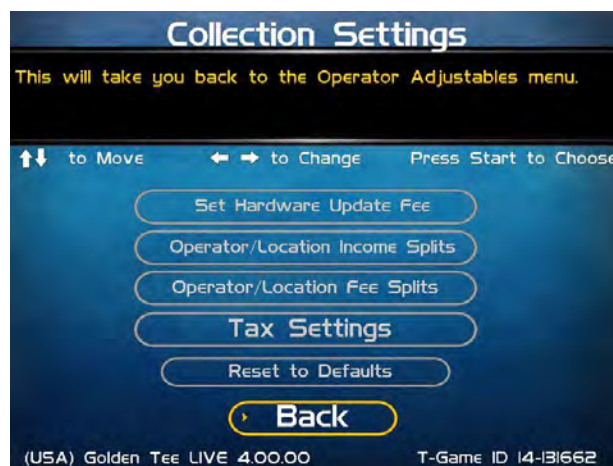 Collection Settings
This will take you back to the Operator Adjustables menu.
to Move to Change Press Start to Choose
Set Hardware Update Fee
Operator/Location Income Splits
Operator/Location Fee Splits
Tax Settings
Reset to Defaults
Back
(USA) Golden Tee LIVE 4.00.00 T-Game ID 14-131662